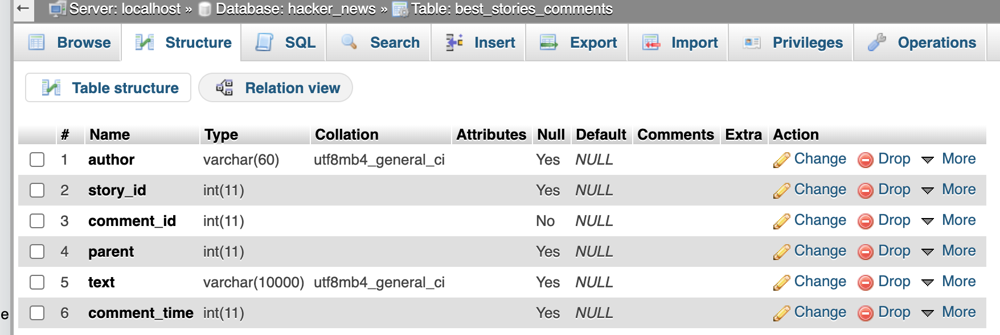 Server: localhost » Database: hacker_news » Table: best_stories_comments
Browse Structure SQL Search Insert Export Import Privileges Operations
Table structure Relation view
# Name Type Collation Attributes Null Default Comments Extra Action
1 author varchar(60) utf8mb4_general_ci Yes NULL Change Drop More
2 story_id int(11) Yes NULL Change Drop More
3 comment_id int(11) No NULL Change Drop More
4 parent int(11) Yes NULL Change Drop More
5 text varchar(10000) utf8mb4_general_ci Yes NULL Change Drop More
e 6 comment_time int(11) Yes NULL Change Drop More